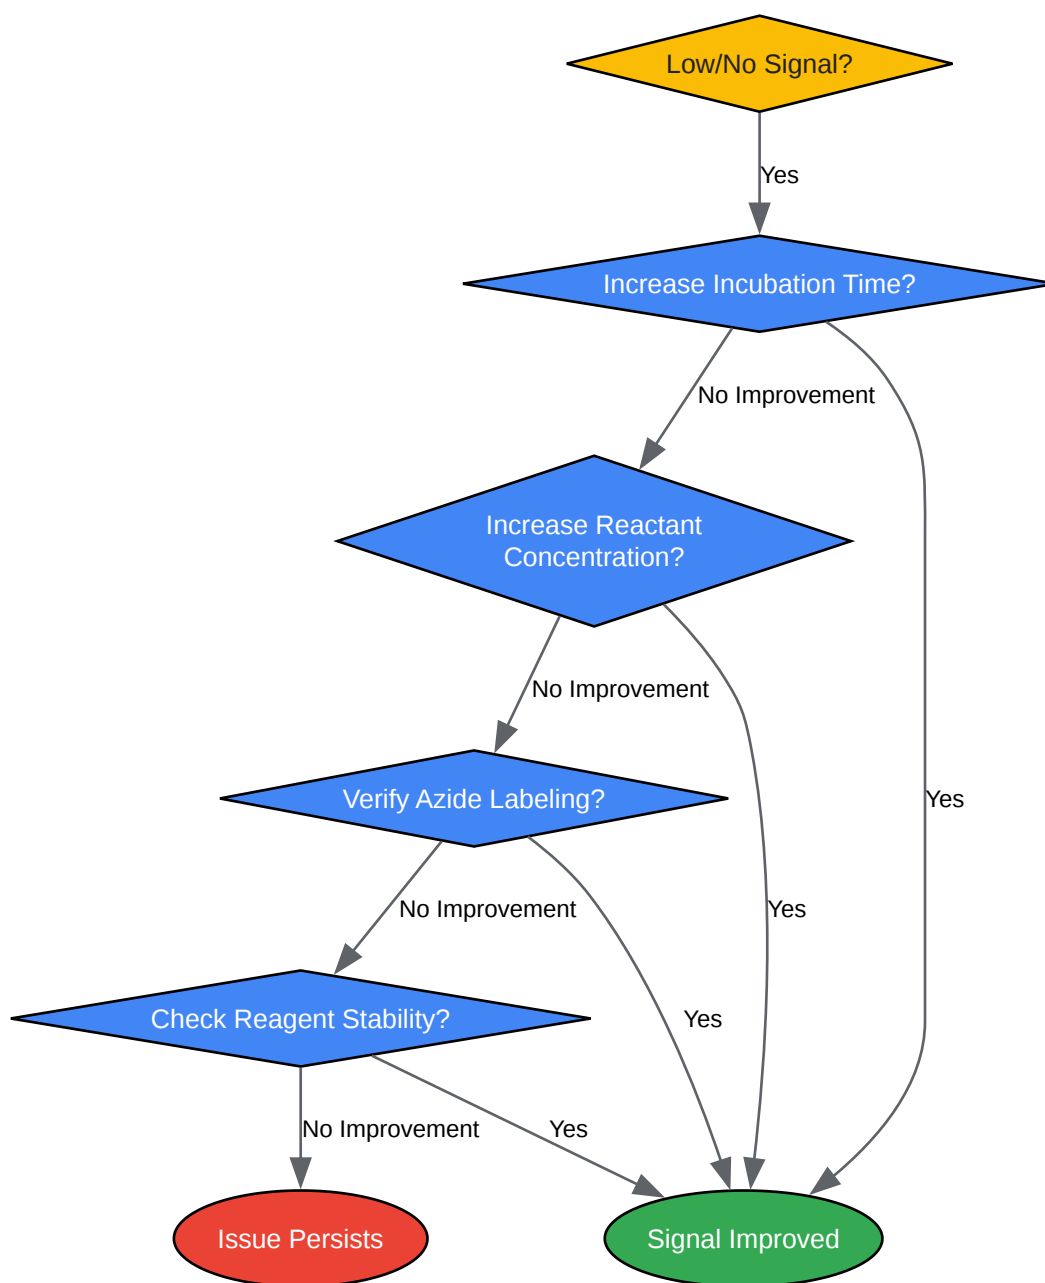 Low/No Signal?
Yes
Increase Incubation Time?
No Improvement
Increase Reactant
Concentration?
No Improvement
Verify Azide Labeling?
Yes
No Improvement
Yes
Check Reagent Stability?
Yes
No Improvement
Yes
Issue Persists
Signal Improved